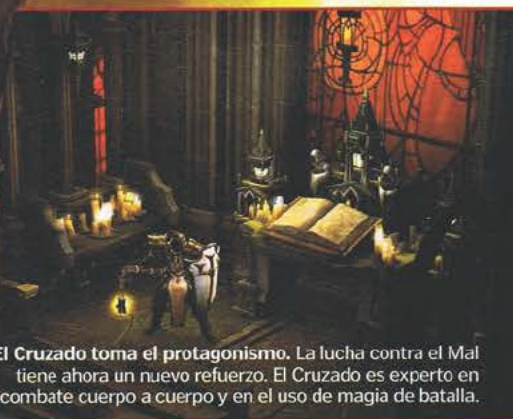 El Cruzado toma el protagonismo. La lucha contra el Mal
tiene ahora un nuevo refuerzo. El Cruzado es experto en
combate cuerpo a cuerpo y en el uso de magia de batalla.